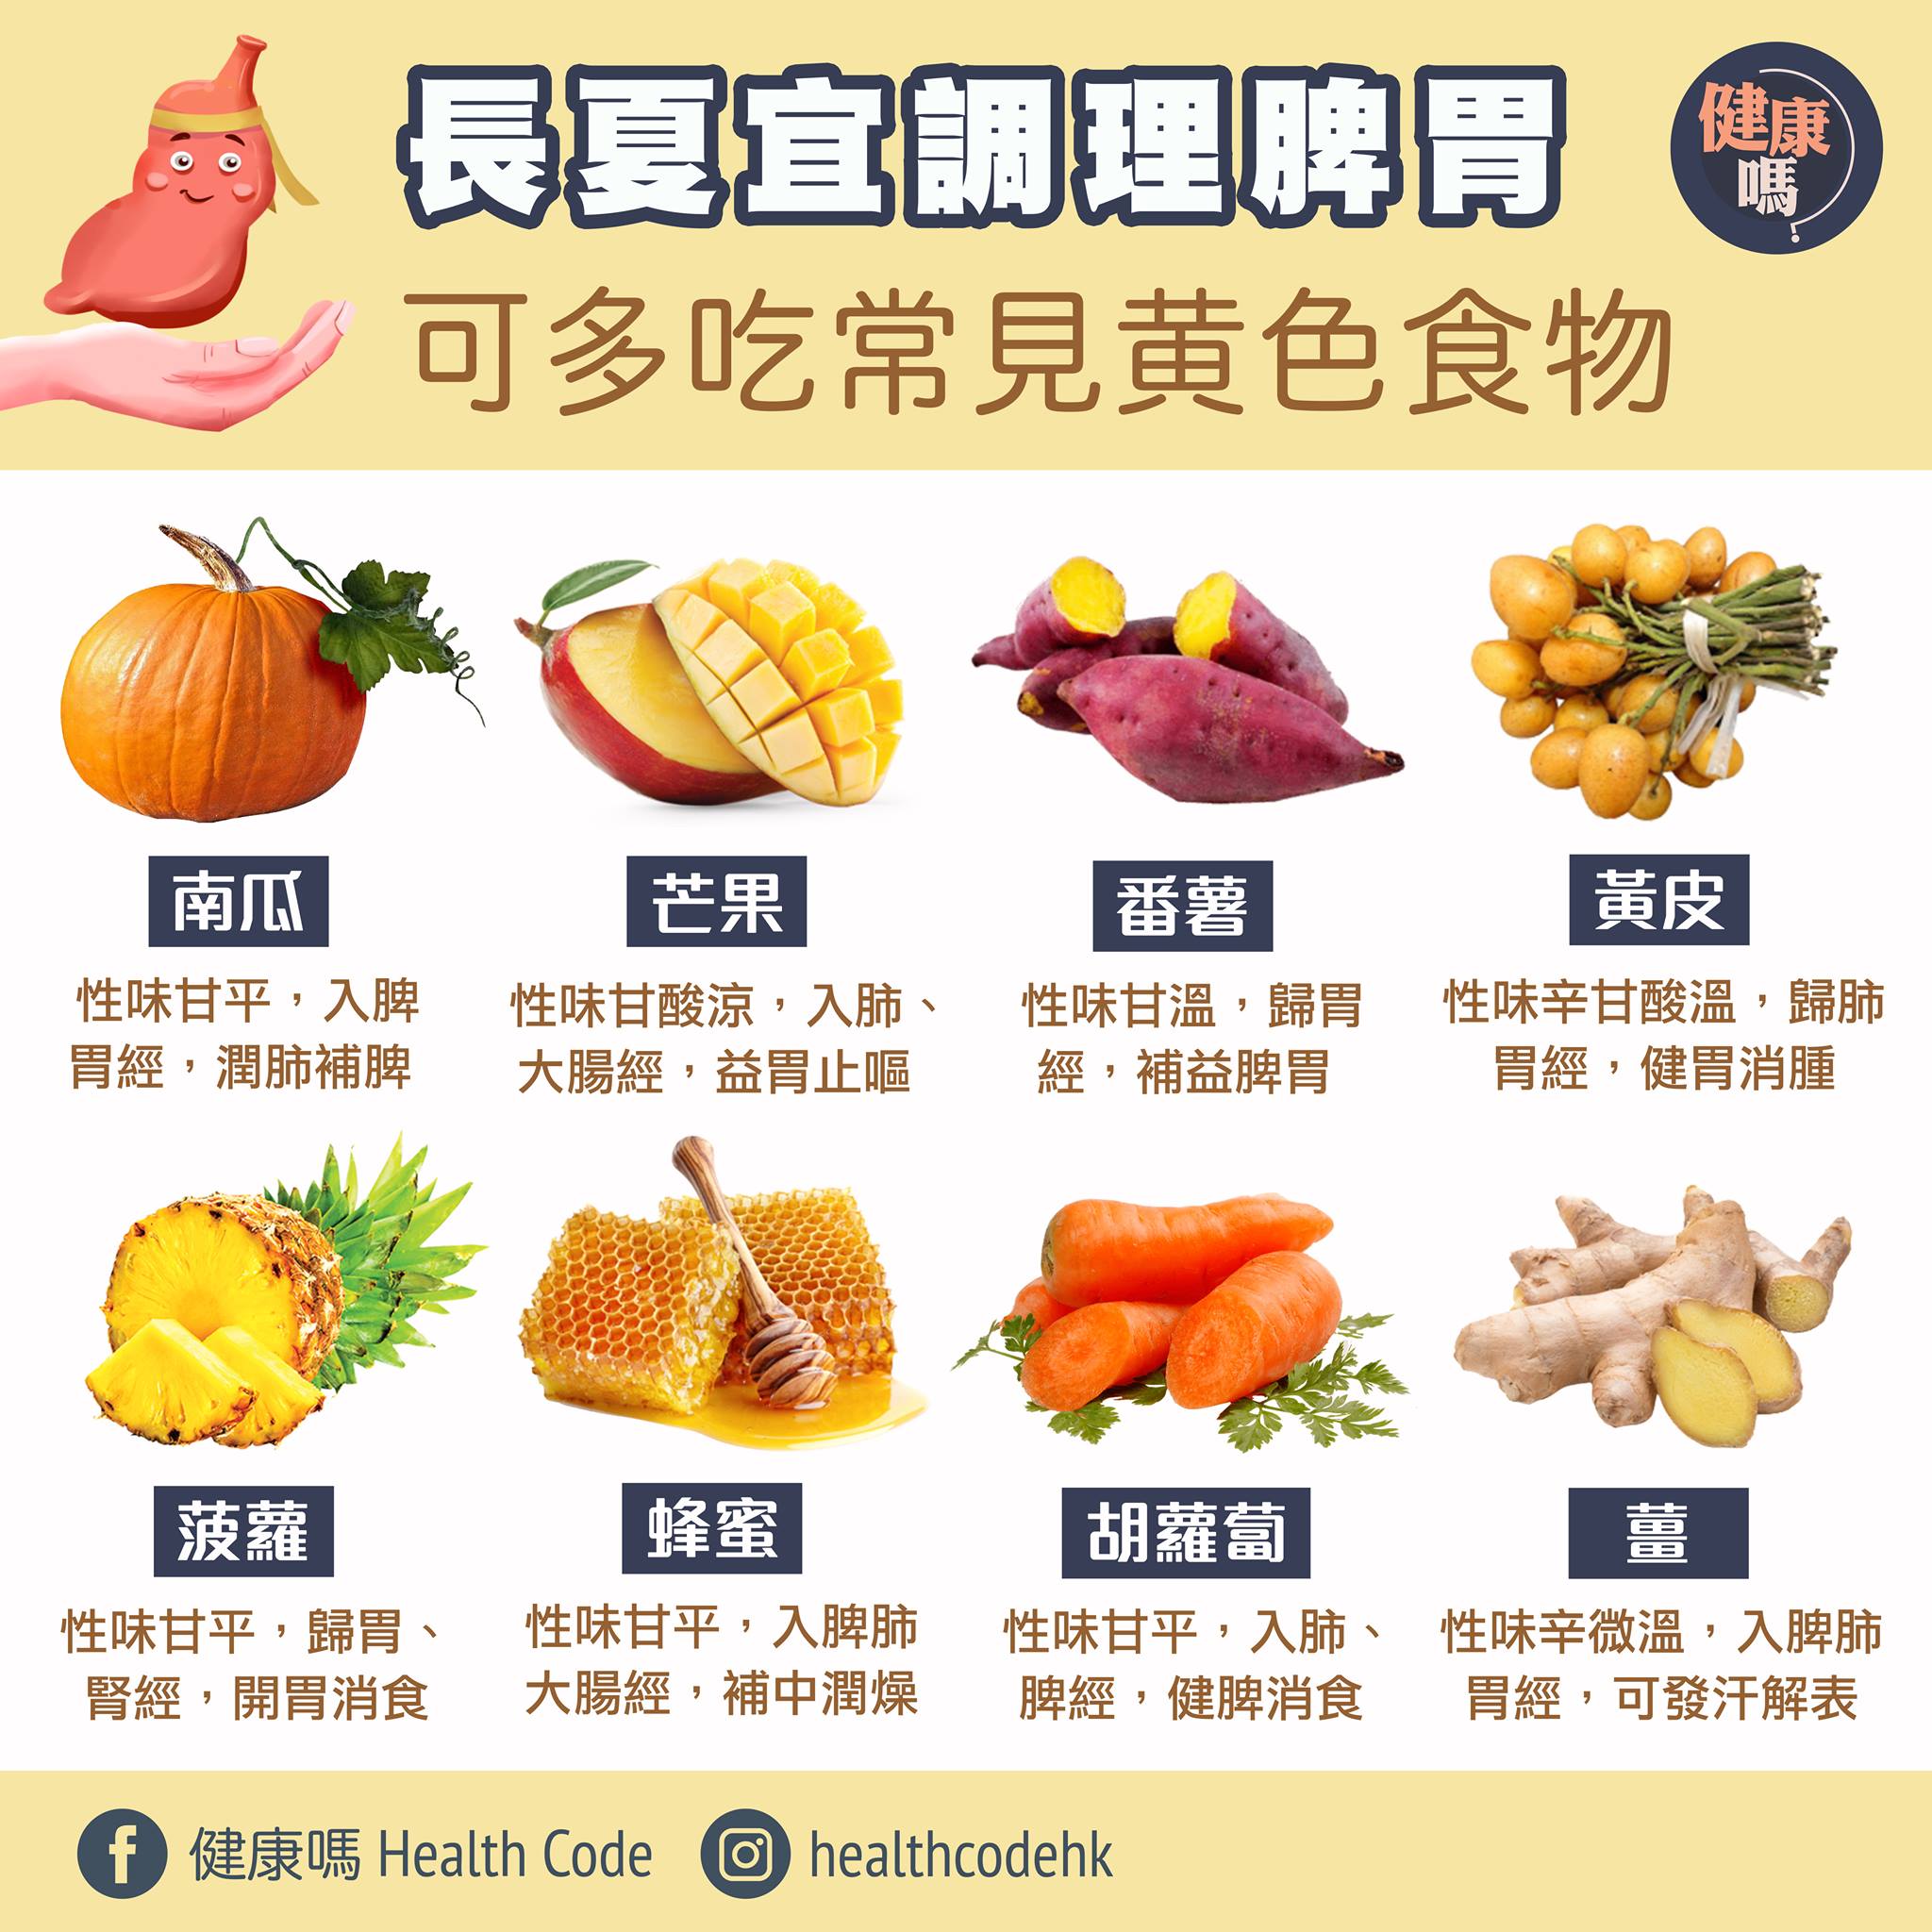 長夏宜調理脾胃
健康
嗎?
可多吃常見黄色食物
南瓜
性味甘平，入脾
胃經，潤肺補脾
芒果
性味甘酸涼，入肺、
大腸經，益胃止嘔
番薯
性味甘溫，歸胃
經，補益脾胃
黃皮
性味辛甘酸溫，歸肺
胃經，健胃消腫
菠蘿
性味甘平，歸胃、
腎經，開胃消食
蜂蜜
性味甘平，入脾肺
大腸經，補中潤燥
胡蘿蔔
性味甘平，入肺、
脾經，健脾消食
薑
性味辛微溫，入脾肺
胃經，可發汗解表
健康嗎 Health Code
healthcodehk